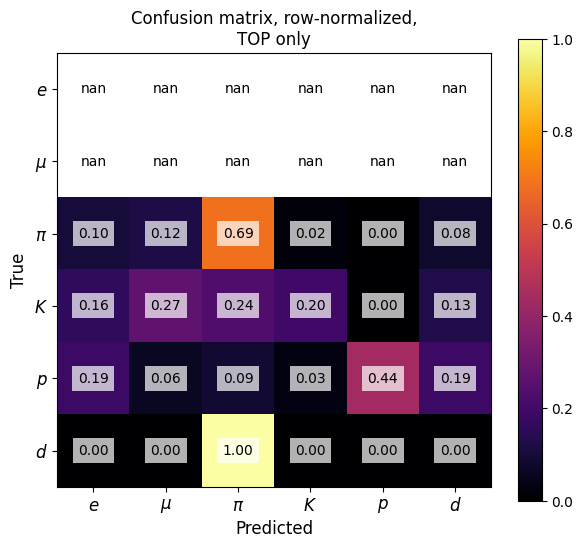 Confusion matrix, row-normalized,
TOP only
e nan nan nan nan nan nan
μ nan nan nan nan nan nan
π 0.10 0.12 0.69 0.02 0.00 0.08
K 0.16 0.27 0.24 0.20 0.00 0.13
p 0.19 0.06 0.09 0.03 0.44 0.19
d 0.00 0.00 1.00 0.00 0.00 0.00
e μ π K p d
Predicted
True
1.0
0.8
0.6
0.4
0.2
0.0